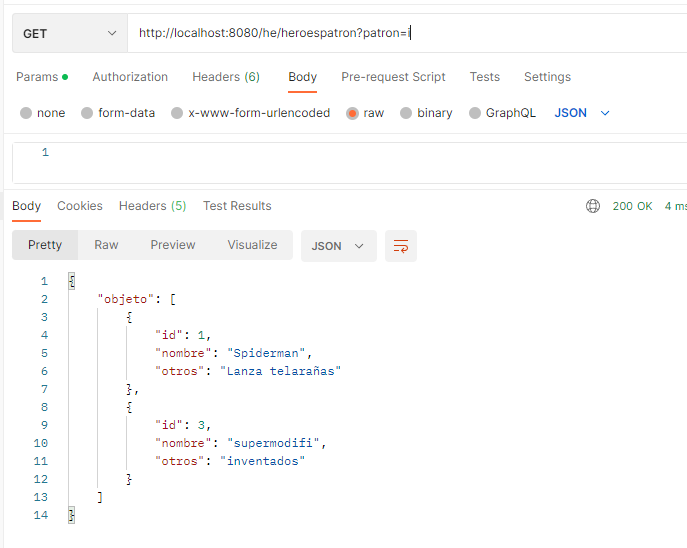 GET http://localhost:8080/he/heroespatron?patron=i
Params Authorization Headers (6) Body Pre-request Script Tests Settings
none form-data x-www-form-urlencoded raw binary GraphQL JSON
1
Body Cookies Headers (5) Test Results 200 OK 4 ms
Pretty Raw Preview Visualize JSON
1 {
2 "objeto": [
3 {
4 "id": 1,
5 "nombre": "Spiderman",
6 "otros": "Lanza telarañas"
7 },
8 {
9 "id": 3,
10 "nombre": "supermodifi",
11 "otros": "inventados"
12 }
13 ]
14 }